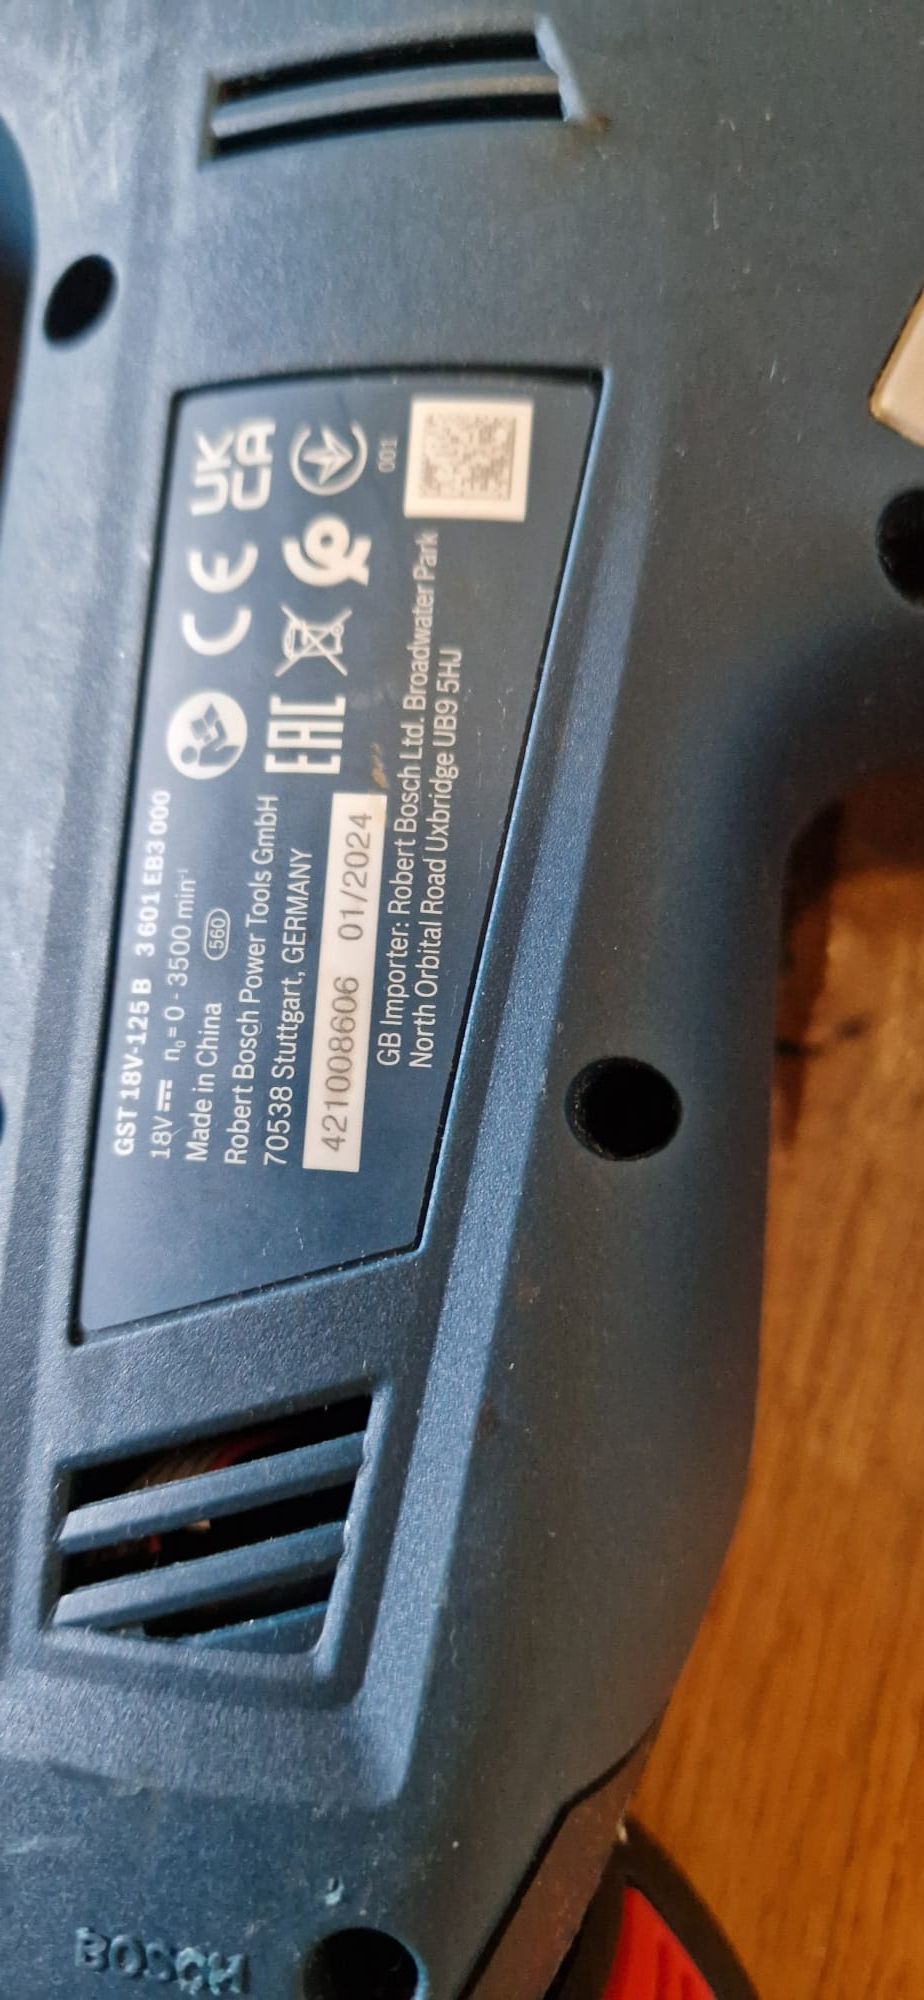 GST 18V-125 B 3 601 EB3 000
18V n₀ = 0 - 3500 min⁻¹
Made in China 560
Robert Bosch Power Tools GmbH
70538 Stuttgart, GERMANY
421008606 01/2024
GB Importer: Robert Bosch Ltd. Broadwater Park
North Orbital Road Uxbridge UB9 5HJ
CE
UK
CA
EAC
001
BOSCH